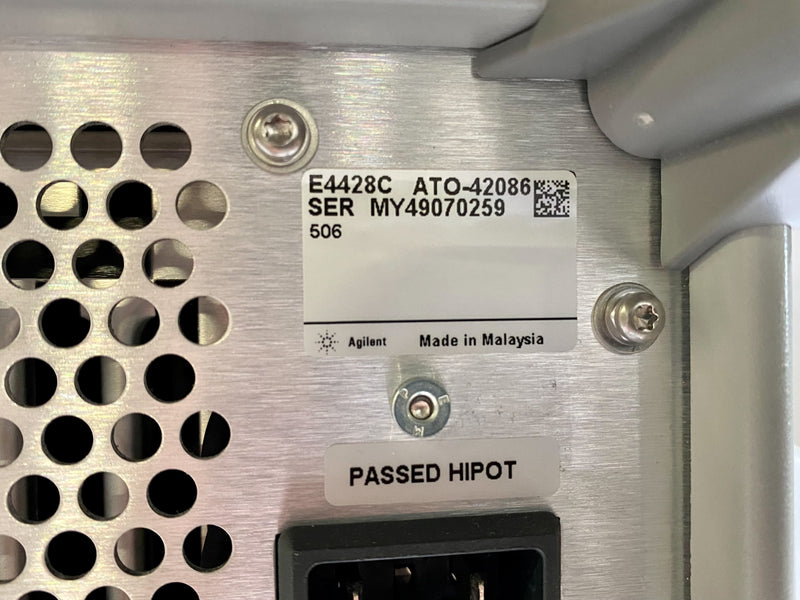 E4428C ATO-42086
SER MY49070259
506
Agilent Made in Malaysia
PASSED HIPOT